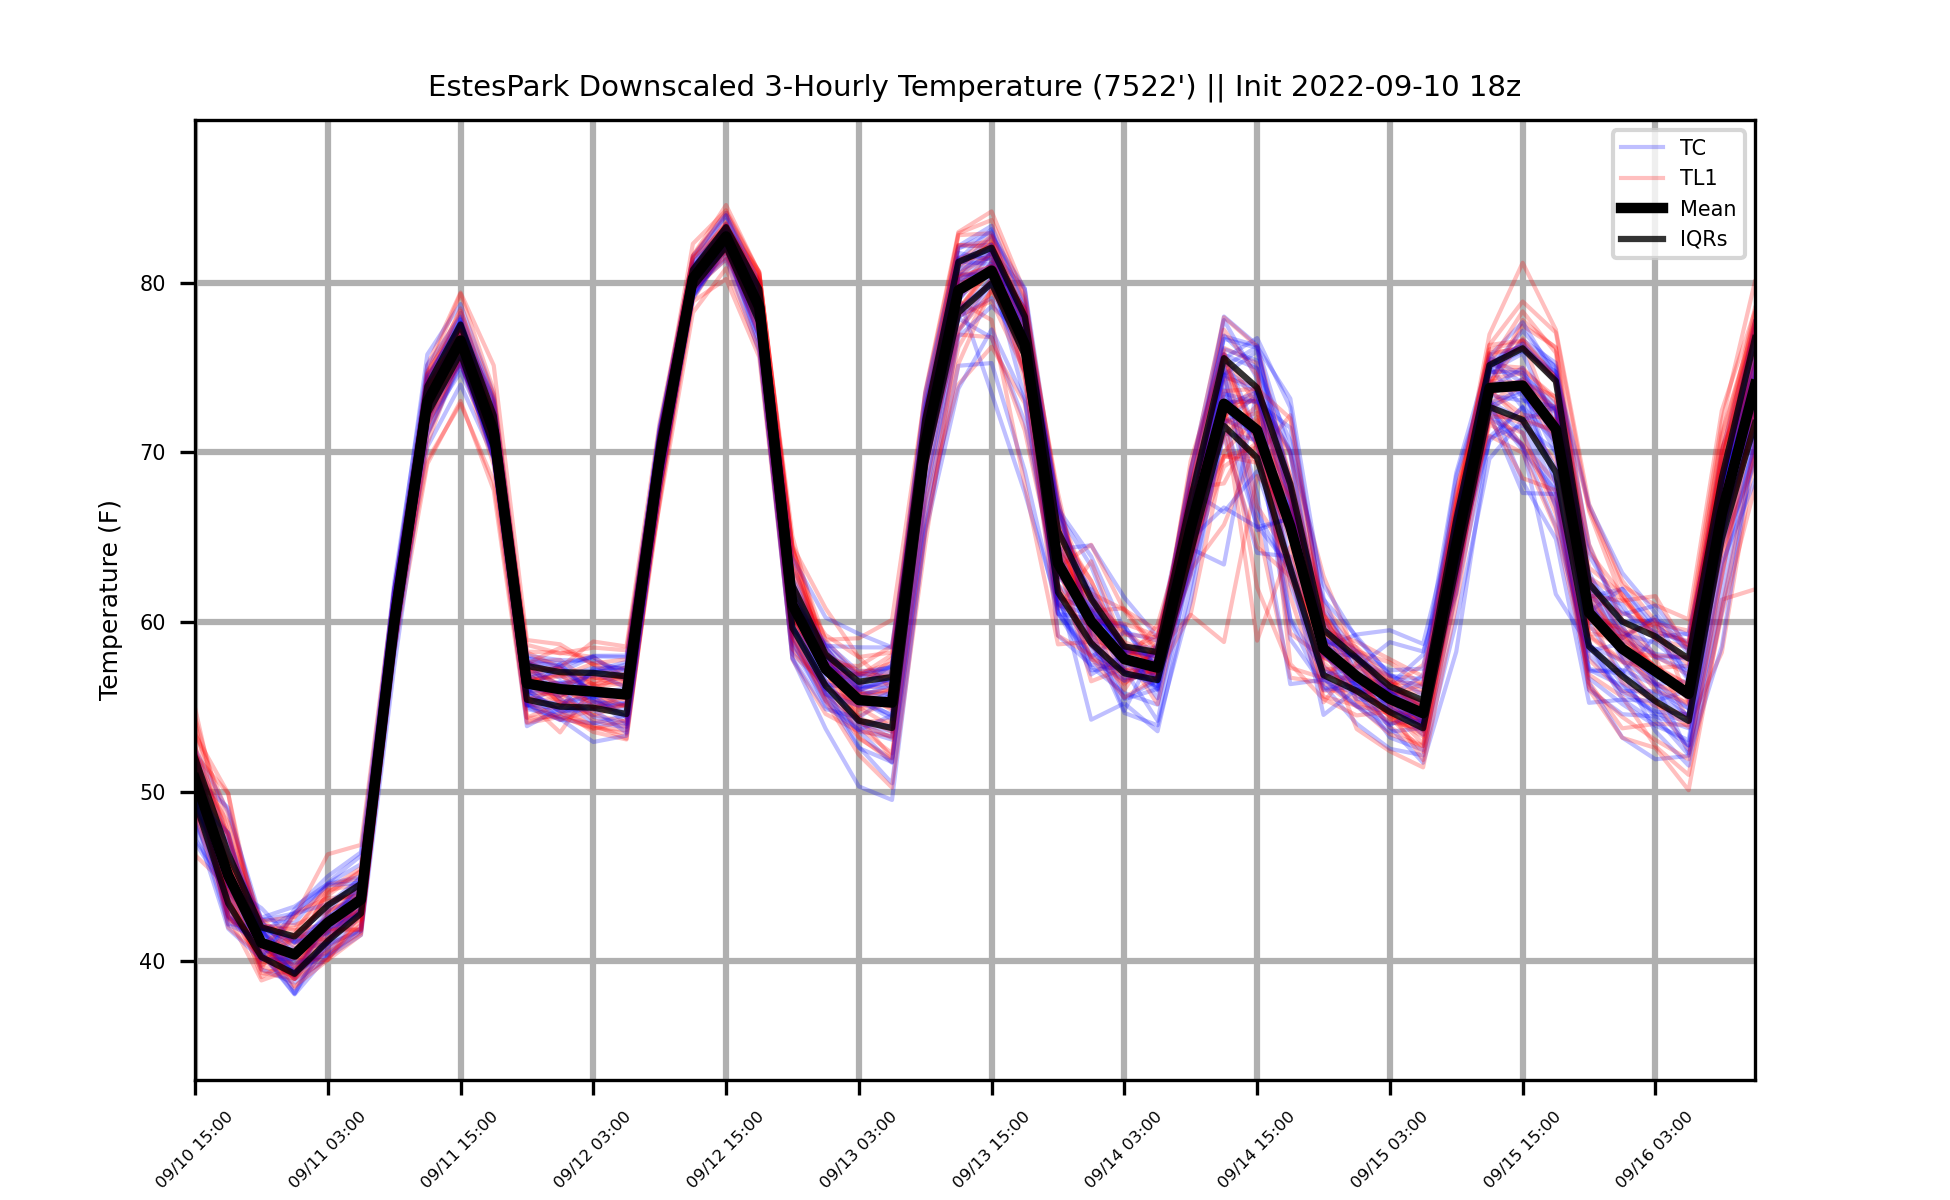 EstesPark Downscaled 3-Hourly Temperature (7522') || Init 2022-09-10 18z
TC
TL1
Mean
IQRs
Temperature (F)
80
70
60
50
40
09/10 15:00
09/11 03:00
09/11 15:00
09/12 03:00
09/12 15:00
09/13 03:00
09/13 15:00
09/14 03:00
09/14 15:00
09/15 03:00
09/15 15:00
09/16 03:00